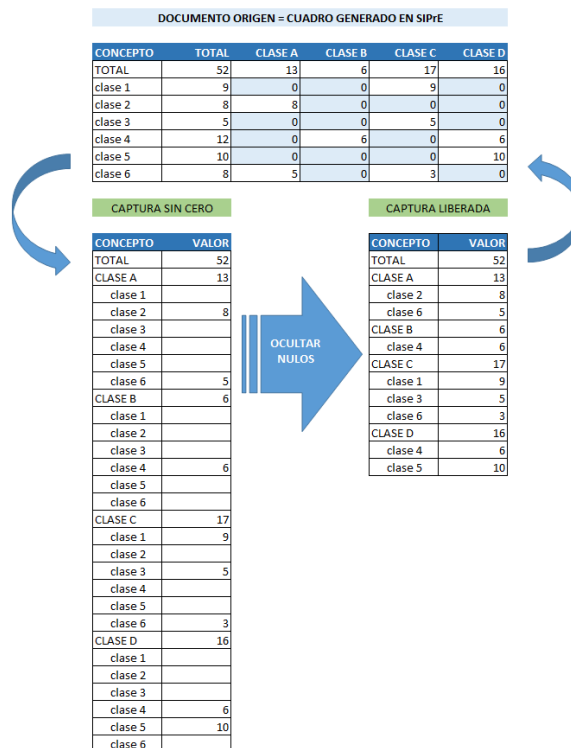 DOCUMENTO ORIGEN = CUADRO GENERADO EN SIPrE
CONCEPTO TOTAL CLASE A CLASE B CLASE C CLASE D
TOTAL 52 13 6 17 16
clase 1 9 0 0 9 0
clase 2 8 8 0 0 0
clase 3 5 0 0 5 0
clase 4 12 0 6 0 6
clase 5 10 0 0 0 10
clase 6 8 5 0 3 0
CAPTURA SIN CERO
CONCEPTO VALOR
TOTAL 52
CLASE A 13
clase 1
clase 2 8
clase 3
clase 4
clase 5
clase 6 5
CLASE B 6
clase 1
clase 2
clase 3
clase 4 6
clase 5
clase 6
CLASE C 17
clase 1 9
clase 2
clase 3 5
clase 4
clase 5
clase 6 3
CLASE D 16
clase 1
clase 2
clase 3
clase 4 6
clase 5 10
clase 6
OCULTAR
NULOS
CAPTURA LIBERADA
CONCEPTO VALOR
TOTAL 52
CLASE A 13
clase 2 8
clase 6 5
CLASE B 6
clase 4 6
CLASE C 17
clase 1 9
clase 3 5
clase 6 3
CLASE D 16
clase 4 6
clase 5 10